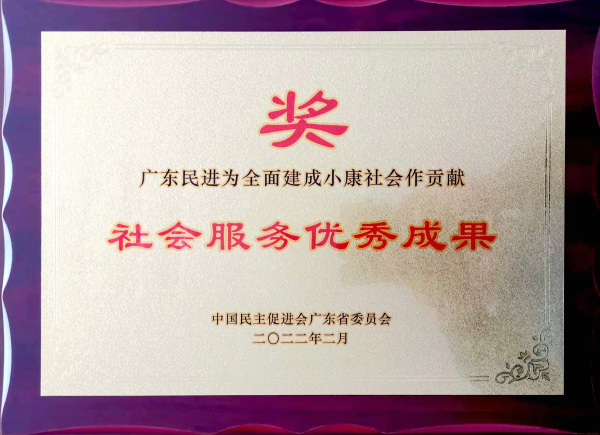 奖
广东民进为全面建成小康社会作贡献
社会服务优秀成果
中国民主促进会广东省委员会
二〇二二年二月